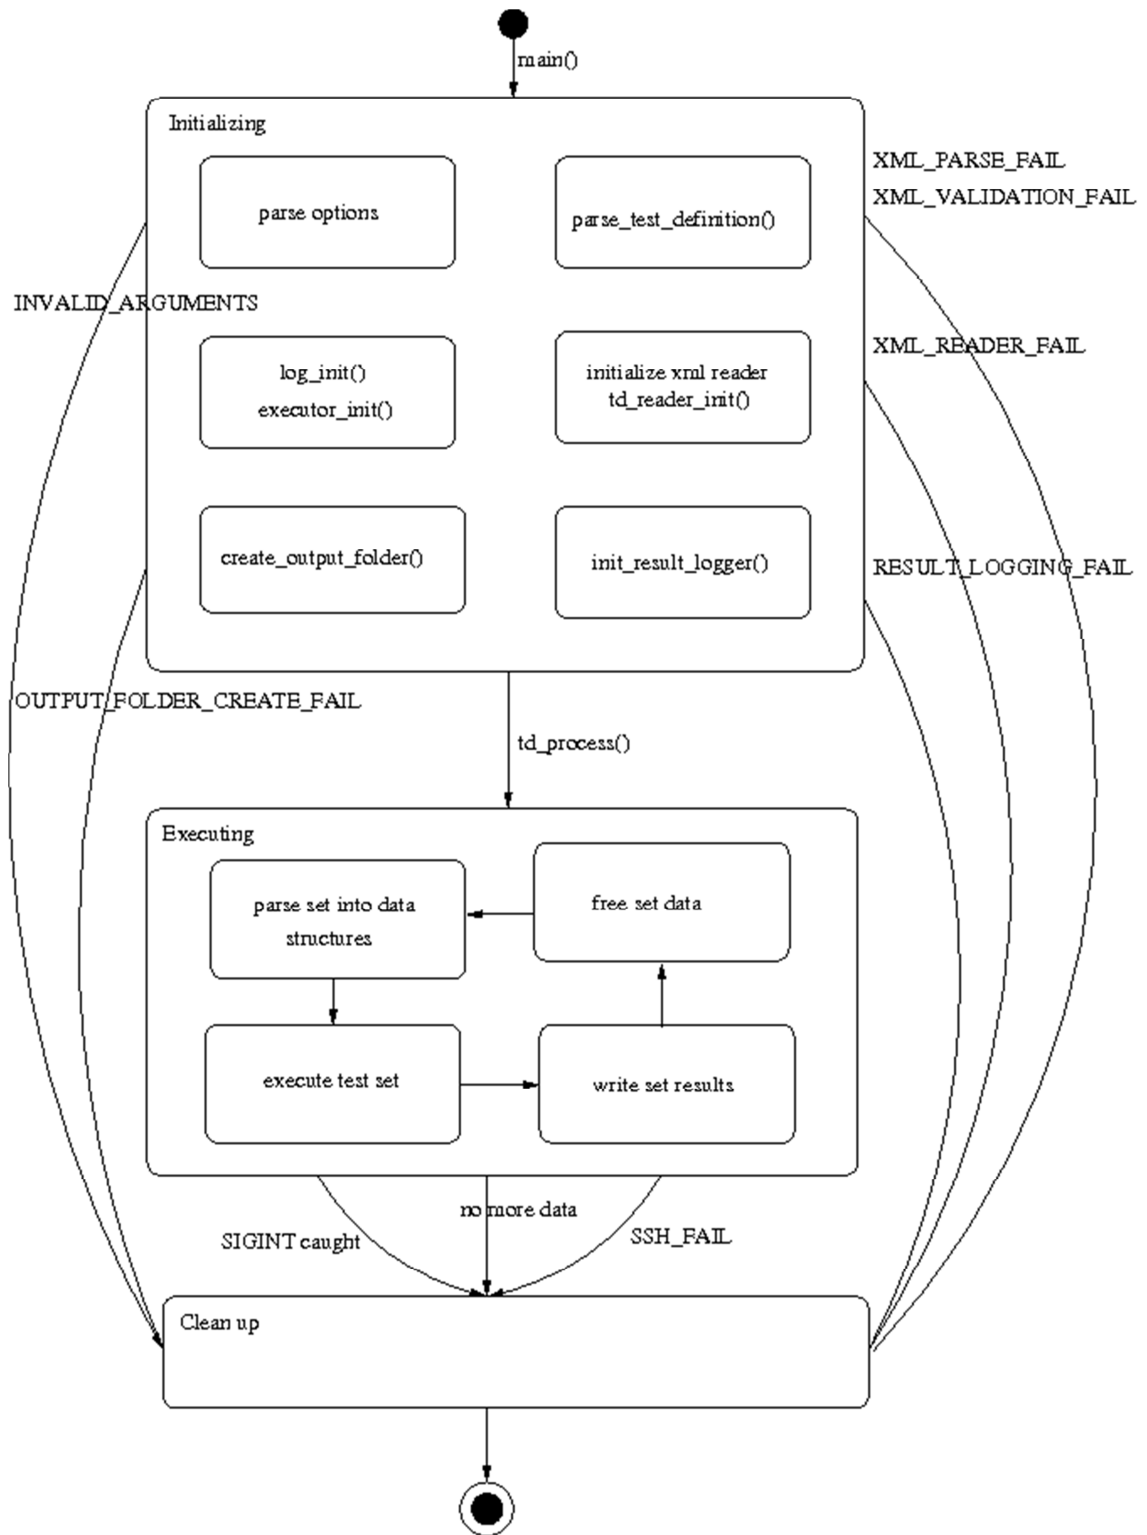 main()
Initializing
XML_PARSE_FAIL
XML_VALIDATION_FAIL
parse options
parse_test_definition()
INVALID_ARGUMENTS
XML_READER_FAIL
log_init()
executor_init()
initialize xml reader
td_reader_init()
create_output_folder()
init_result_logger()
RESULT_LOGGING_FAIL
OUTPUT_FOLDER_CREATE_FAIL
td_process()
Executing
parse set into data
structures
free set data
execute test set
write set results
no more data
SIGINT caught
SSH_FAIL
Clean up